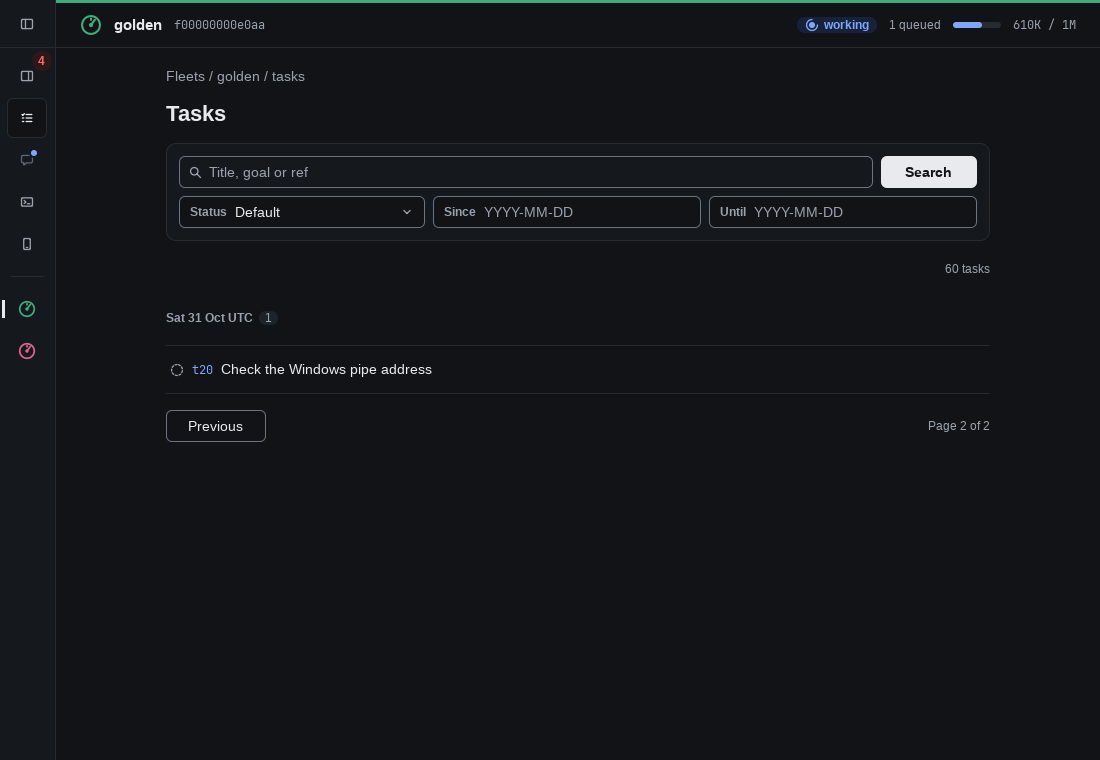 golden f00000000e0aa working 1 queued 610K / 1M
4
Fleets / golden / tasks
Tasks
Title, goal or ref Search
Status Default Since YYYY-MM-DD Until YYYY-MM-DD
60 tasks
Sat 31 Oct UTC 1
t20 Check the Windows pipe address
Previous Page 2 of 2